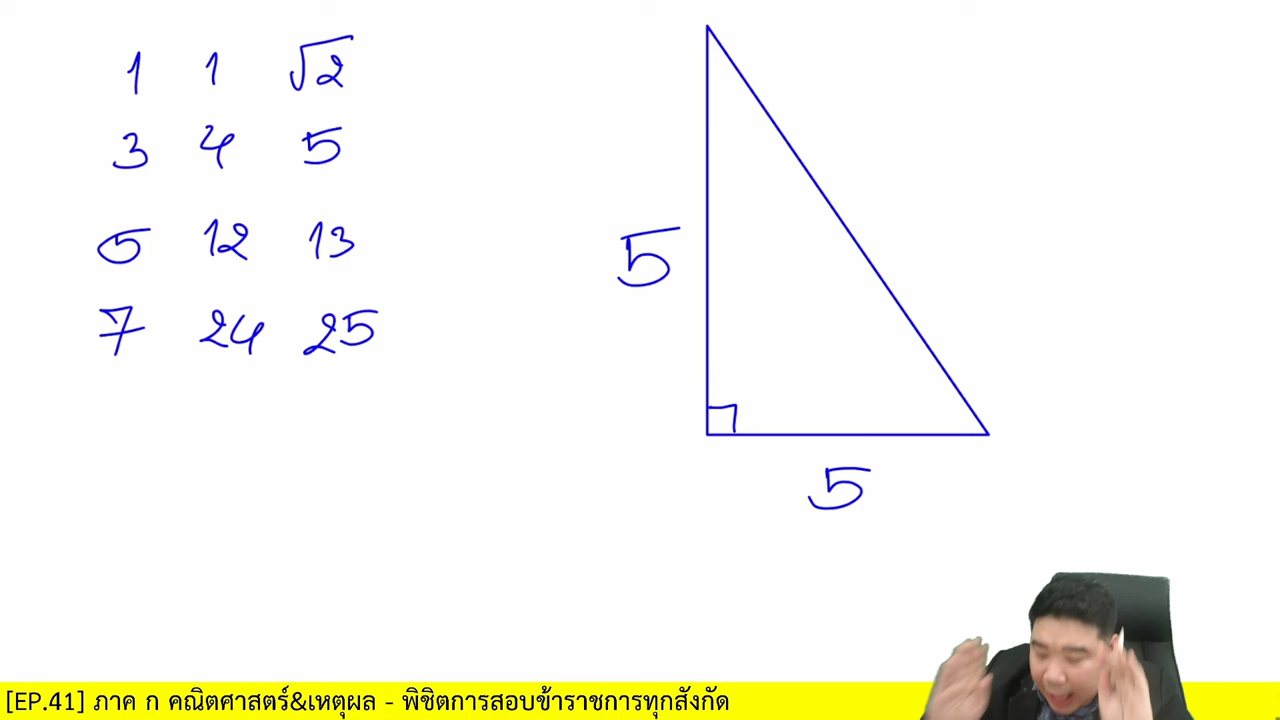 1 1 √2
3 4 5
5 12 13
7 24 25
5
5
[EP.41] ภาค ก คณิตศาสตร์&เหตุผล - พิชิตการสอบข้าราชการทุกสังกัด